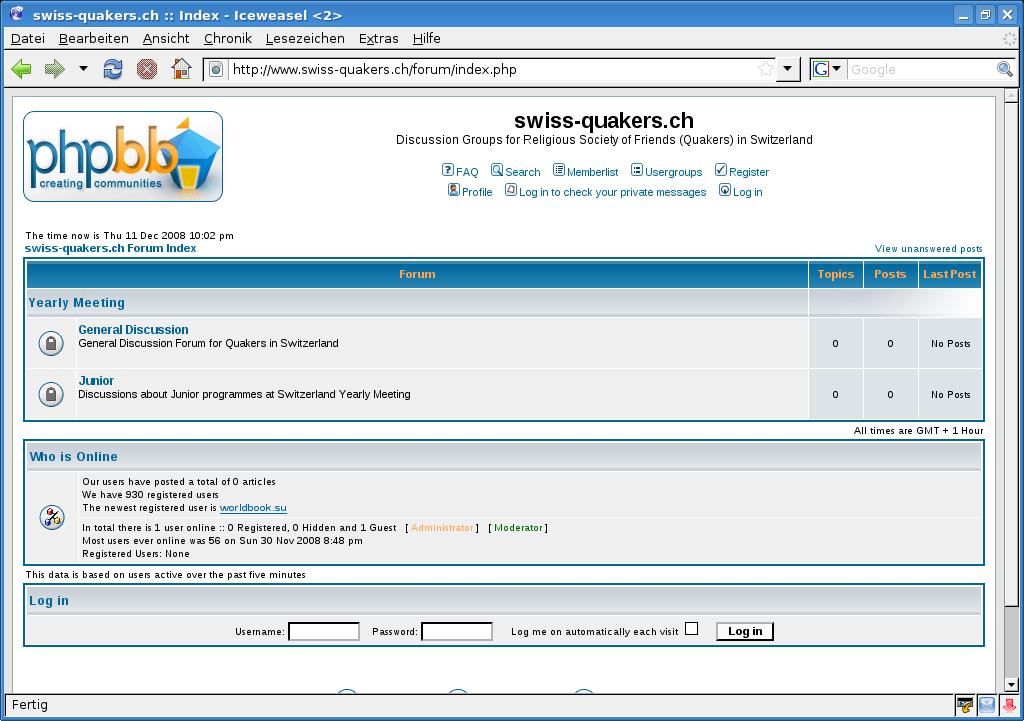 swiss-quakers.ch :: Index - Iceweasel <2>
Datei Bearbeiten Ansicht Chronik Lesezeichen Extras Hilfe
http://www.swiss-quakers.ch/forum/index.php G Google
phpbb
creating communities
swiss-quakers.ch
Discussion Groups for Religious Society of Friends (Quakers) in Switzerland
FAQ Search Memberlist Usergroups Register
Profile Log in to check your private messages Log in
The time now is Thu 11 Dec 2008 10:02 pm
swiss-quakers.ch Forum Index View unanswered posts
Forum Topics Posts Last Post
Yearly Meeting
General Discussion
General Discussion Forum for Quakers in Switzerland 0 0 No Posts
Junior
Discussions about Junior programmes at Switzerland Yearly Meeting 0 0 No Posts
All times are GMT + 1 Hour
Who is Online
Our users have posted a total of 0 articles
We have 930 registered users
The newest registered user is worldbook.su
In total there is 1 user online :: 0 Registered, 0 Hidden and 1 Guest [ Administrator ] [ Moderator ]
Most users ever online was 56 on Sun 30 Nov 2008 8:48 pm
Registered Users: None
This data is based on users active over the past five minutes
Log in
Username: Password: Log me on automatically each visit Log in
Fertig